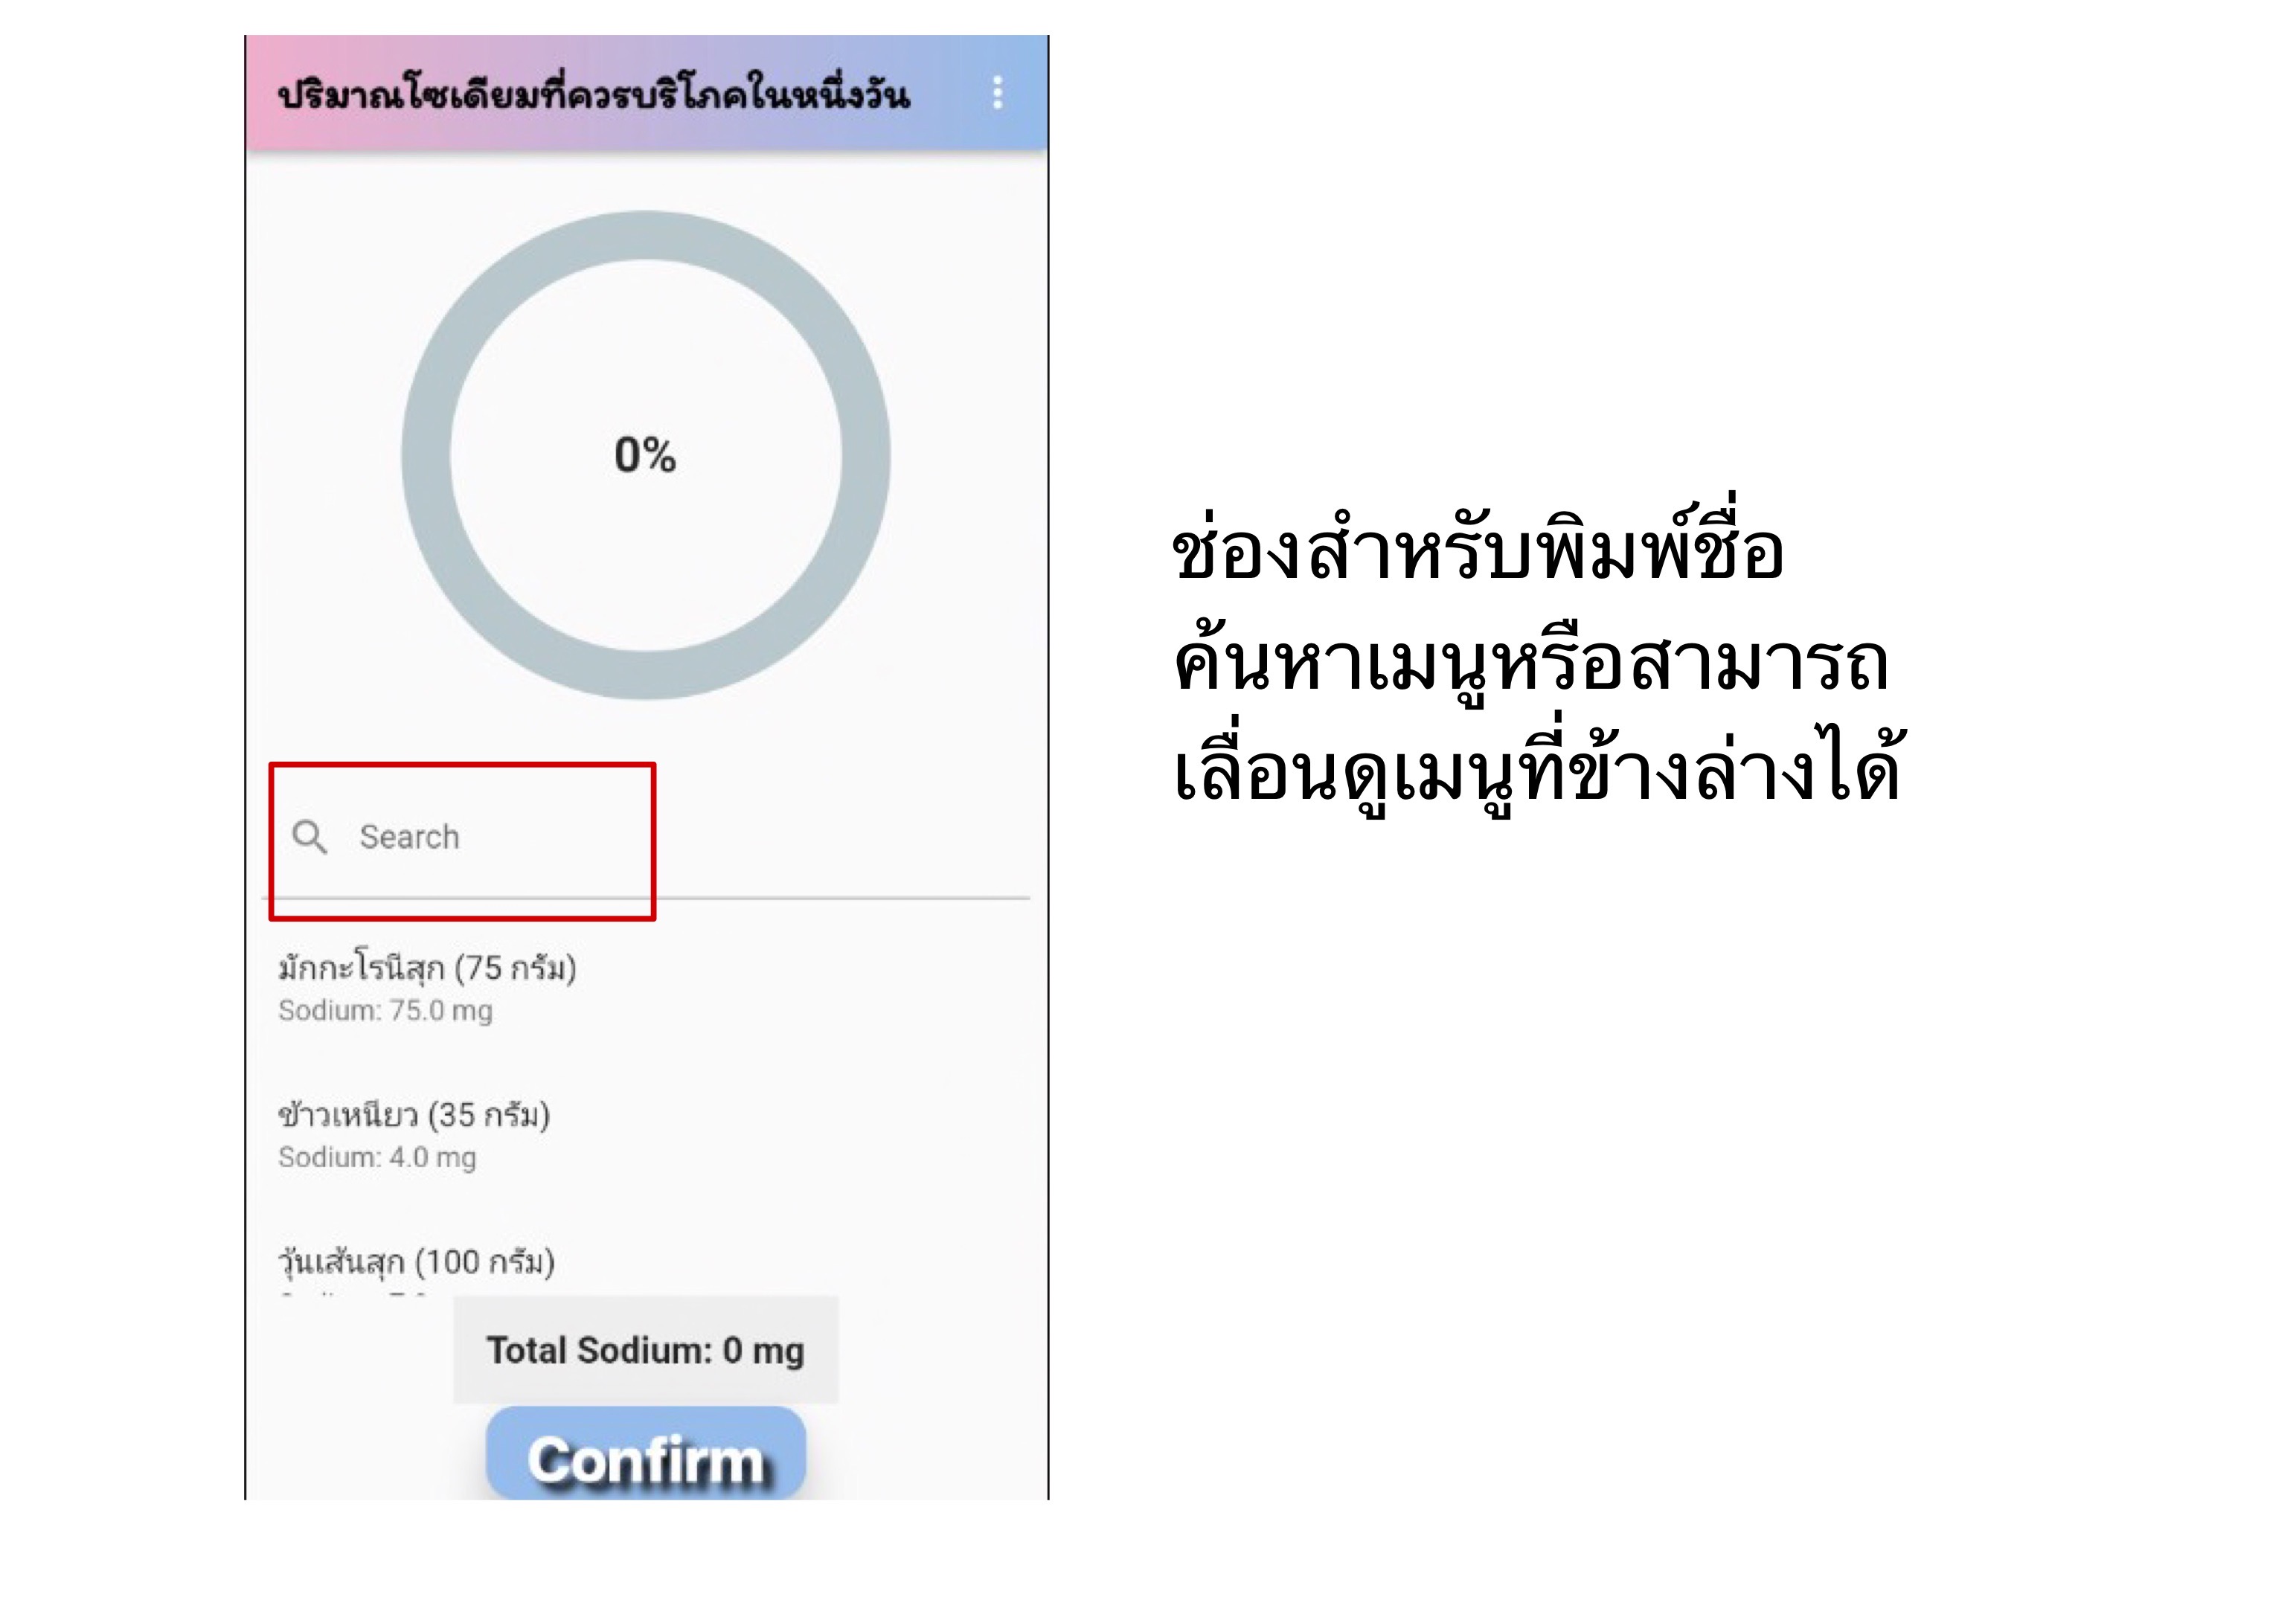 ปริมาณโซเดียมที่ควรบริโภคในหนึ่งวัน
0%
Search
มักกะโรนีสุก (75 กรัม)
Sodium: 75.0 mg
ข้าวเหนียว (35 กรัม)
Sodium: 4.0 mg
วุ้นเส้นสุก (100 กรัม)
Total Sodium: 0 mg
Confirm
ช่องสำหรับพิมพ์ชื่อ
ค้นหาเมนูหรือสามารถ
เลื่อนดูเมนูที่ข้างล่างได้